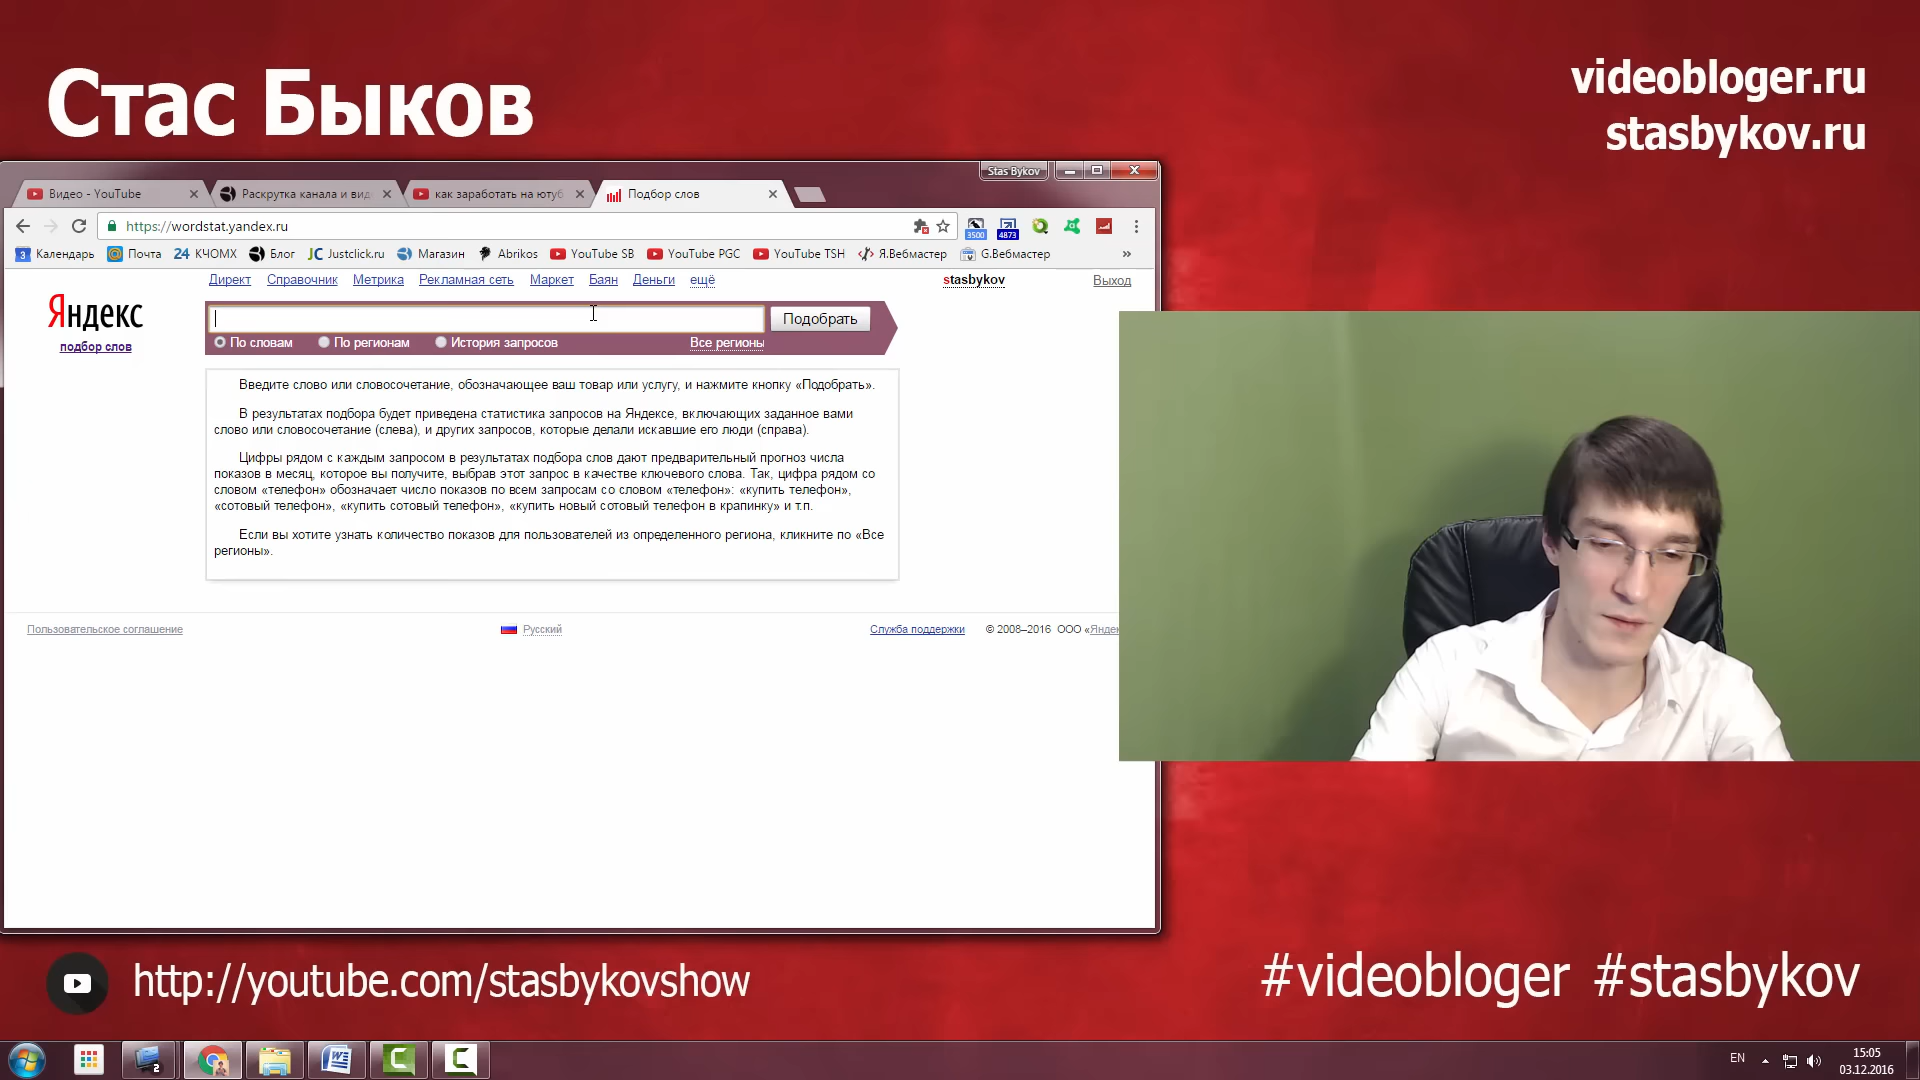 Стас Быков
videobloger.ru
stasbykov.ru
Stas Bykov
Видео - YouTube
Раскрутка канала и вид
как заработать на ютуб
Подбор слов
https://wordstat.yandex.ru
3500
4873
3 Календарь
Почта
24 КЧОМХ
Блог
JC Justclick.ru
Магазин
Abrikos
YouTube SB
YouTube PGC
YouTube TSH
Я.Вебмастер
G.Вебмастер
»
Директ Справочник Метрика Рекламная сеть Маркет Баян Деньги ещё
stasbykov
Выход
Яндекс
подбор слов
Подобрать
По словам
По регионам
История запросов
Все регионы
Введите слово или словосочетание, обозначающее ваш товар или услугу, и нажмите кнопку «Подобрать».
В результатах подбора будет приведена статистика запросов на Яндексе, включающих заданное вами
слово или словосочетание (слева), и других запросов, которые делали искавшие его люди (справа).
Цифры рядом с каждым запросом в результатах подбора слов дают предварительный прогноз числа
показов в месяц, которое вы получите, выбрав этот запрос в качестве ключевого слова. Так, цифра рядом со
словом «телефон» обозначает число показов по всем запросам со словом «телефон»: «купить телефон»,
«сотовый телефон», «купить сотовый телефон», «купить новый сотовый телефон в крапинку» и т.п.
Если вы хотите узнать количество показов для пользователей из определенного региона, кликните по «Все
регионы».
Пользовательское соглашение
Русский
Служба поддержки
© 2008–2016 ООО «Яндек
http://youtube.com/stasbykovshow
#videobloger #stasbykov
2
EN
15:05
03.12.2016